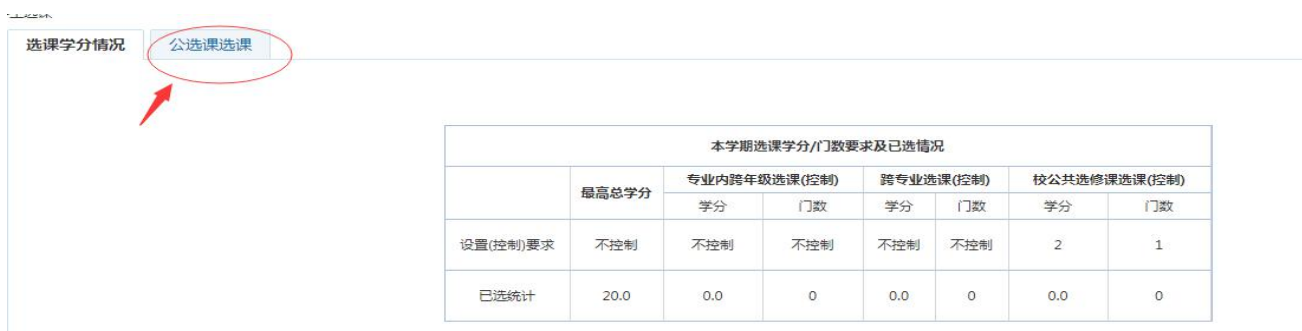 选课学分情况 公选课选课
本学期选课学分/门数要求及已选情况
最高总学分 专业内跨年级选课(控制) 跨专业选课(控制) 校公共选修课选课(控制)
学分 门数 学分 门数 学分 门数
设置(控制)要求 不控制 不控制 不控制 不控制 不控制 2 1
已选统计 20.0 0.0 0 0.0 0 0.0 0